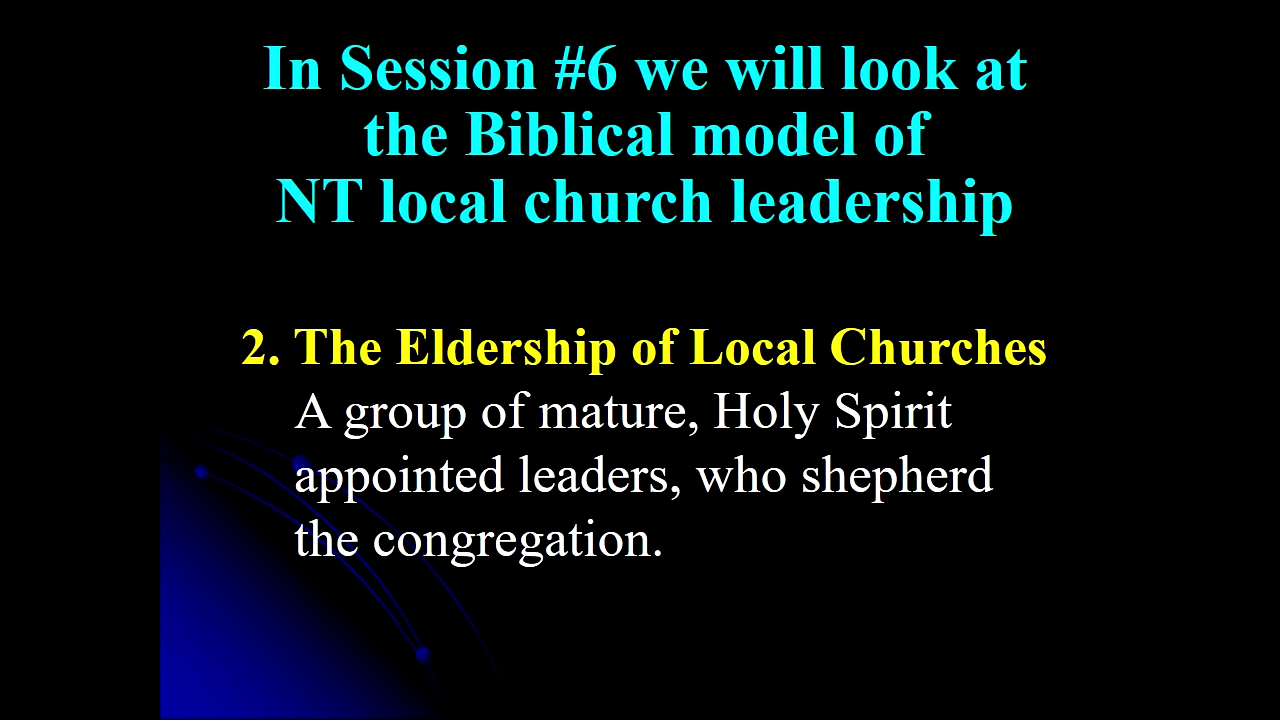 In Session #6 we will look at
the Biblical model of
NT local church leadership
2. The Eldership of Local Churches
A group of mature, Holy Spirit
appointed leaders, who shepherd
the congregation.